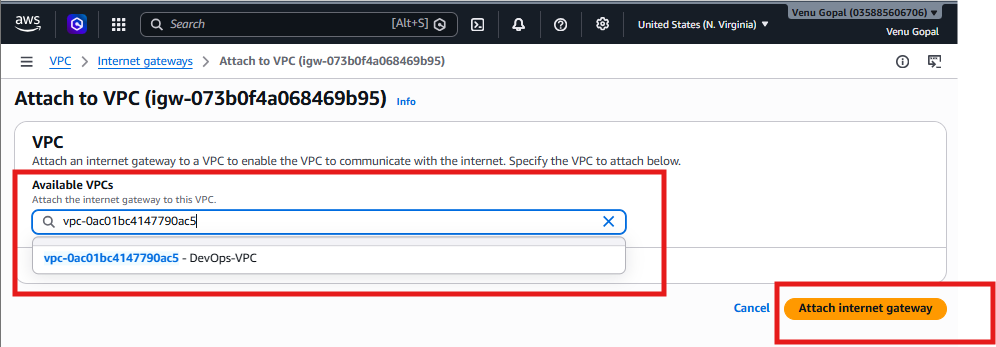 aws
Search
[Alt+S]
United States (N. Virginia)
Venu Gopal (035885606706)
Venu Gopal
VPC
Internet gateways
Attach to VPC (igw-073b0f4a068469b95)
Attach to VPC (igw-073b0f4a068469b95) Info
VPC
Attach an internet gateway to a VPC to enable the VPC to communicate with the internet. Specify the VPC to attach below.
Available VPCs
Attach the internet gateway to this VPC.
vpc-0ac01bc4147790ac5
vpc-0ac01bc4147790ac5 - DevOps-VPC
Cancel
Attach internet gateway